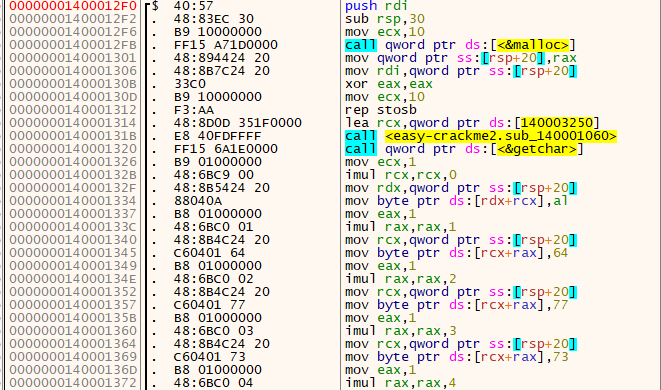 00000001400012F0 $ 40:57 push rdi
00000001400012F2 . 48:83EC 30 sub rsp,30
00000001400012F6 . B9 10000000 mov ecx,10
00000001400012FB . FF15 A71D0000 call qword ptr ds:[<&malloc>]
0000000140001301 . 48:894424 20 mov qword ptr ss:[rsp+20],rax
0000000140001306 . 48:8B7C24 20 mov rdi,qword ptr ss:[rsp+20]
000000014000130B . 33C0 xor eax,eax
000000014000130D . B9 10000000 mov ecx,10
0000000140001312 . F3:AA rep stosb
0000000140001314 . 48:8D0D 351F0000 lea rcx,qword ptr ds:[140003250]
000000014000131B . E8 40FDFFFF call <easy-crackme2.sub_140001060>
0000000140001320 . FF15 6A1E0000 call qword ptr ds:[<&getchar>]
0000000140001326 . B9 01000000 mov ecx,1
000000014000132B . 48:6BC9 00 imul rcx,rcx,0
000000014000132F . 48:8B5424 20 mov rdx,qword ptr ss:[rsp+20]
0000000140001334 . 88040A mov byte ptr ds:[rdx+rcx],al
0000000140001337 . B8 01000000 mov eax,1
000000014000133C . 48:6BC0 01 imul rax,rax,1
0000000140001340 . 48:8B4C24 20 mov rcx,qword ptr ss:[rsp+20]
0000000140001345 . C60401 64 mov byte ptr ds:[rcx+rax],64
0000000140001349 . B8 01000000 mov eax,1
000000014000134E . 48:6BC0 02 imul rax,rax,2
0000000140001352 . 48:8B4C24 20 mov rcx,qword ptr ss:[rsp+20]
0000000140001357 . C60401 77 mov byte ptr ds:[rcx+rax],77
000000014000135B . B8 01000000 mov eax,1
0000000140001360 . 48:6BC0 03 imul rax,rax,3
0000000140001364 . 48:8B4C24 20 mov rcx,qword ptr ss:[rsp+20]
0000000140001369 . C60401 73 mov byte ptr ds:[rcx+rax],73
000000014000136D . B8 01000000 mov eax,1
0000000140001372 . 48:6BC0 04 imul rax,rax,4